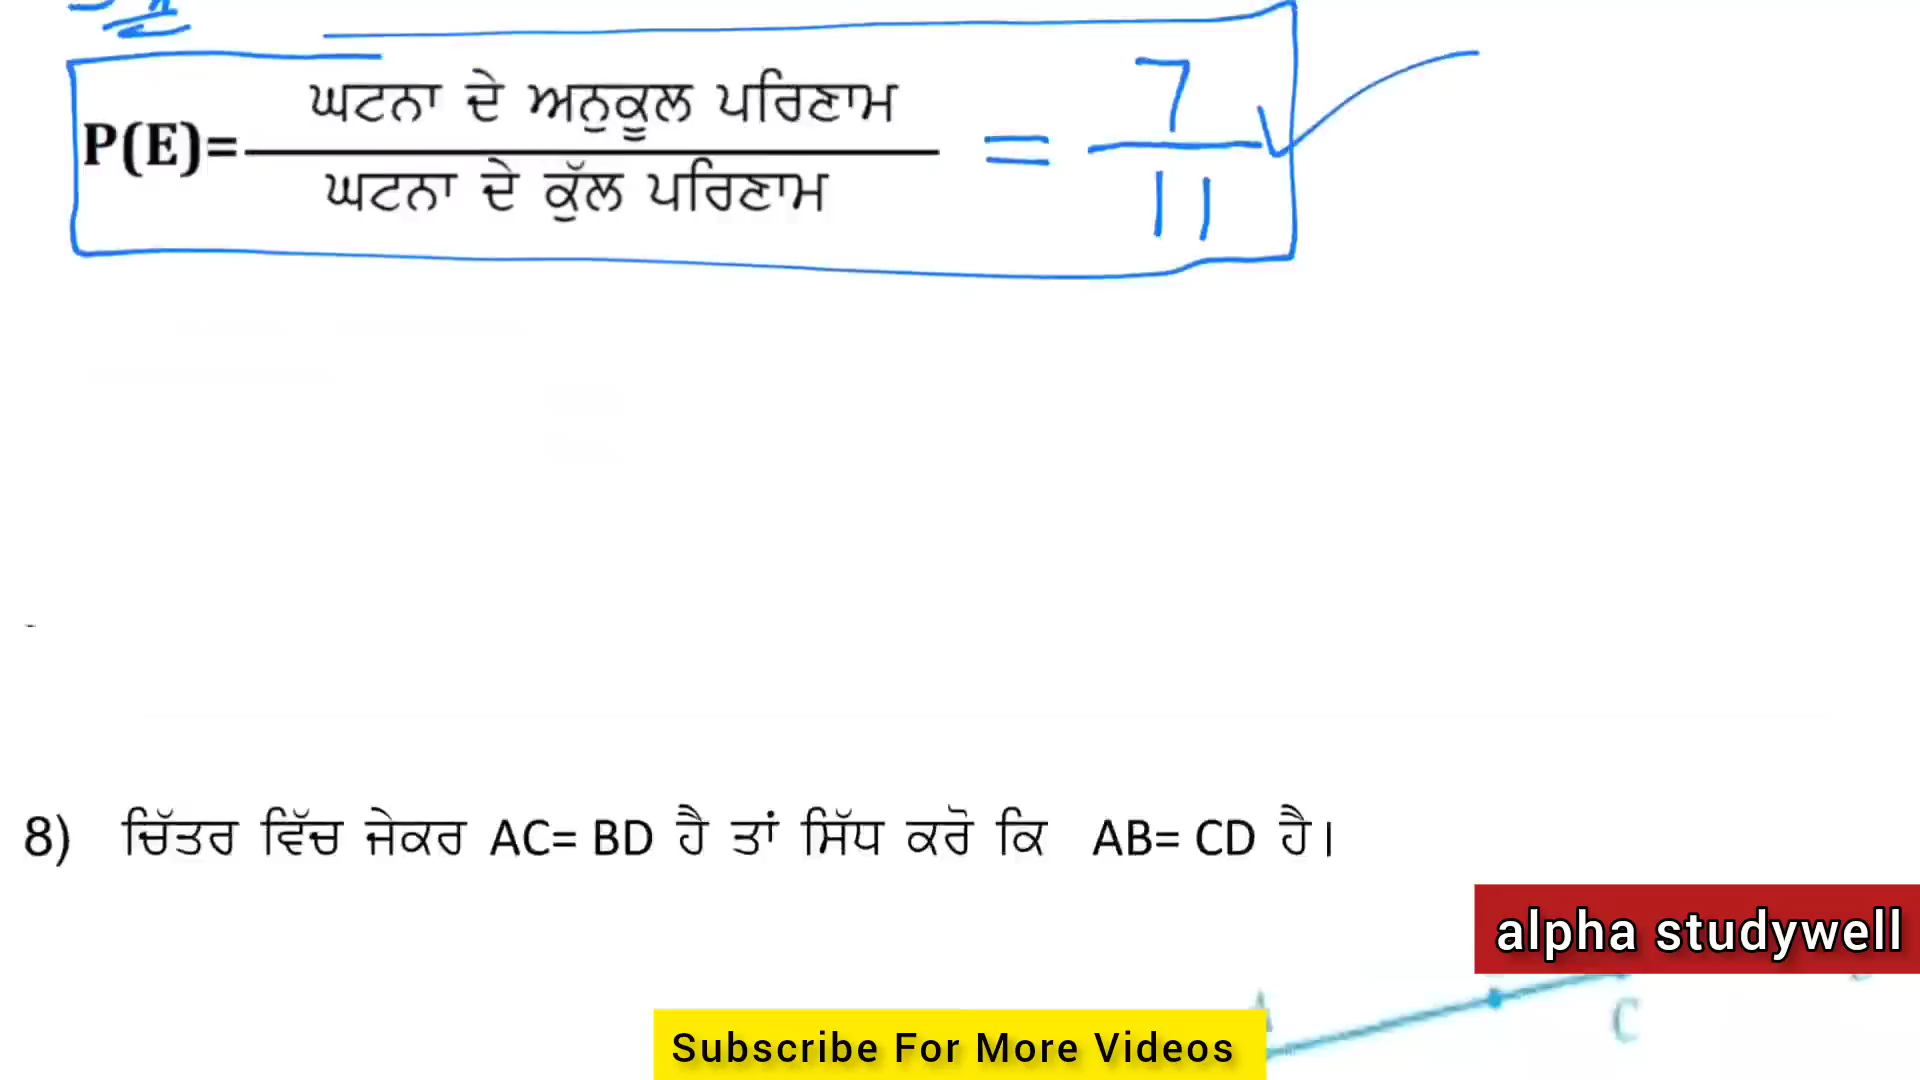 P(E)= ਘਟਨਾ ਦੇ ਅਨੁਕੂਲ ਪਰਿਣਾਮ = 7
ਘਟਨਾ ਦੇ ਕੁੱਲ ਪਰਿਣਾਮ 11
8) ਚਿੱਤਰ ਵਿੱਚ ਜੇਕਰ AC= BD ਹੈ ਤਾਂ ਸਿੱਧ ਕਰੋ ਕਿ AB= CD ਹੈ।
alpha studywell
A
C
Subscribe For More Videos